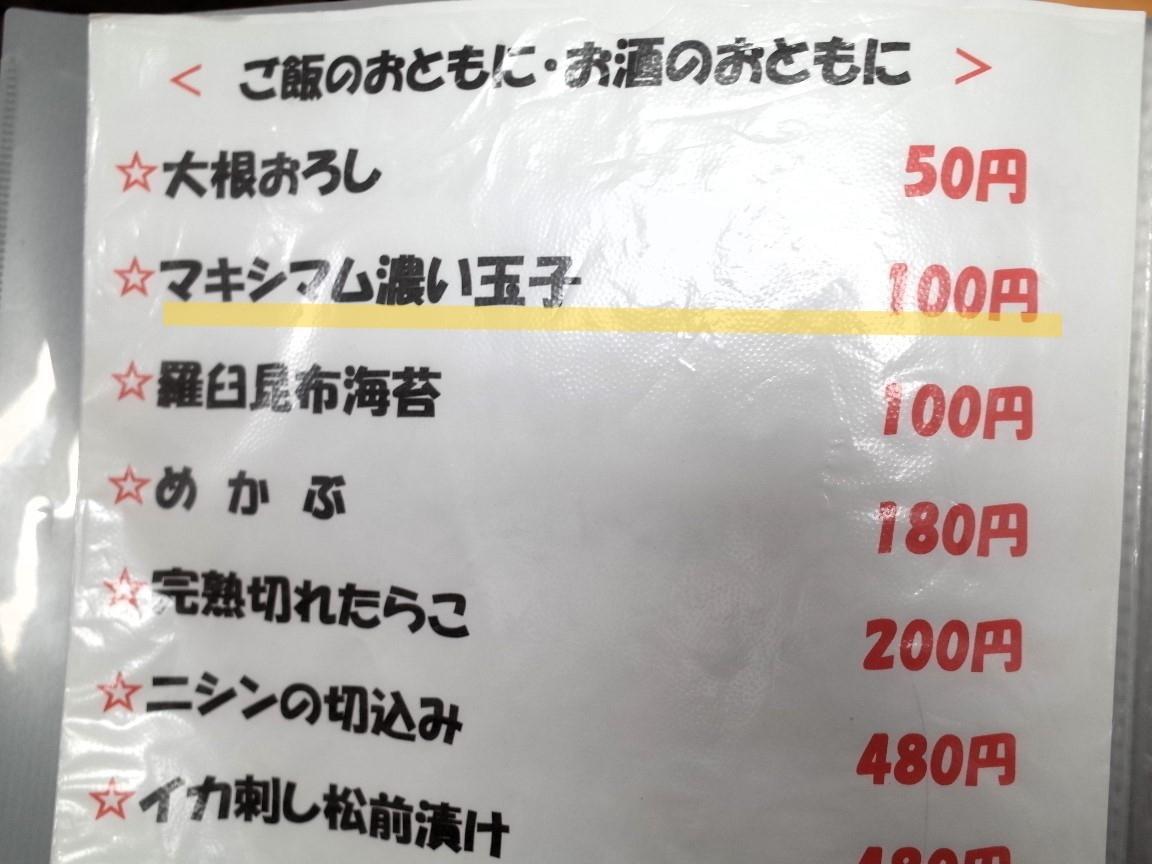 < ご飯のおともに・お酒のおともに >
☆大根おろし 50円
☆マキシマム濃い玉子 100円
☆羅臼昆布海苔 100円
☆めかぶ 180円
☆完熟切れたらこ 200円
☆ニシンの切込み 480円
☆イカ刺し松前漬け 480円